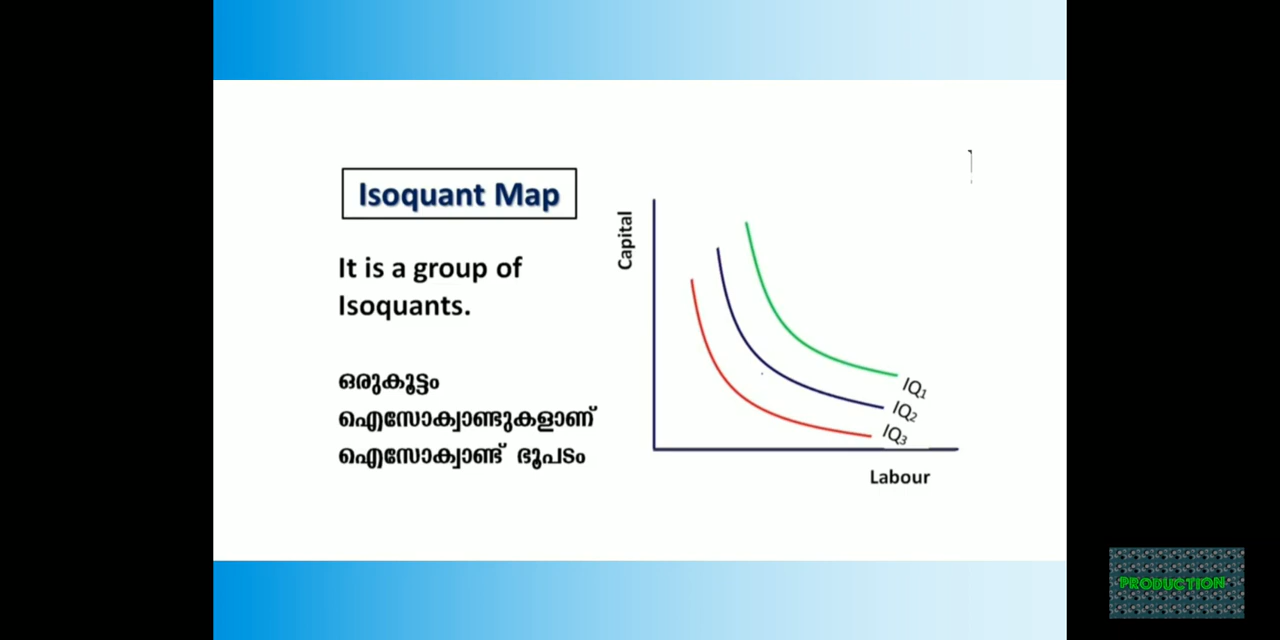 Isoquant Map
It is a group of
Isoquants.
ഒരുകൂട്ടം
ഐസോക്വാണ്ടുകളാണ്
ഐസോക്വാണ്ട് ഭൂപടം
Capital
IQ₁
IQ₂
IQ₃
Labour
PRODUCTION